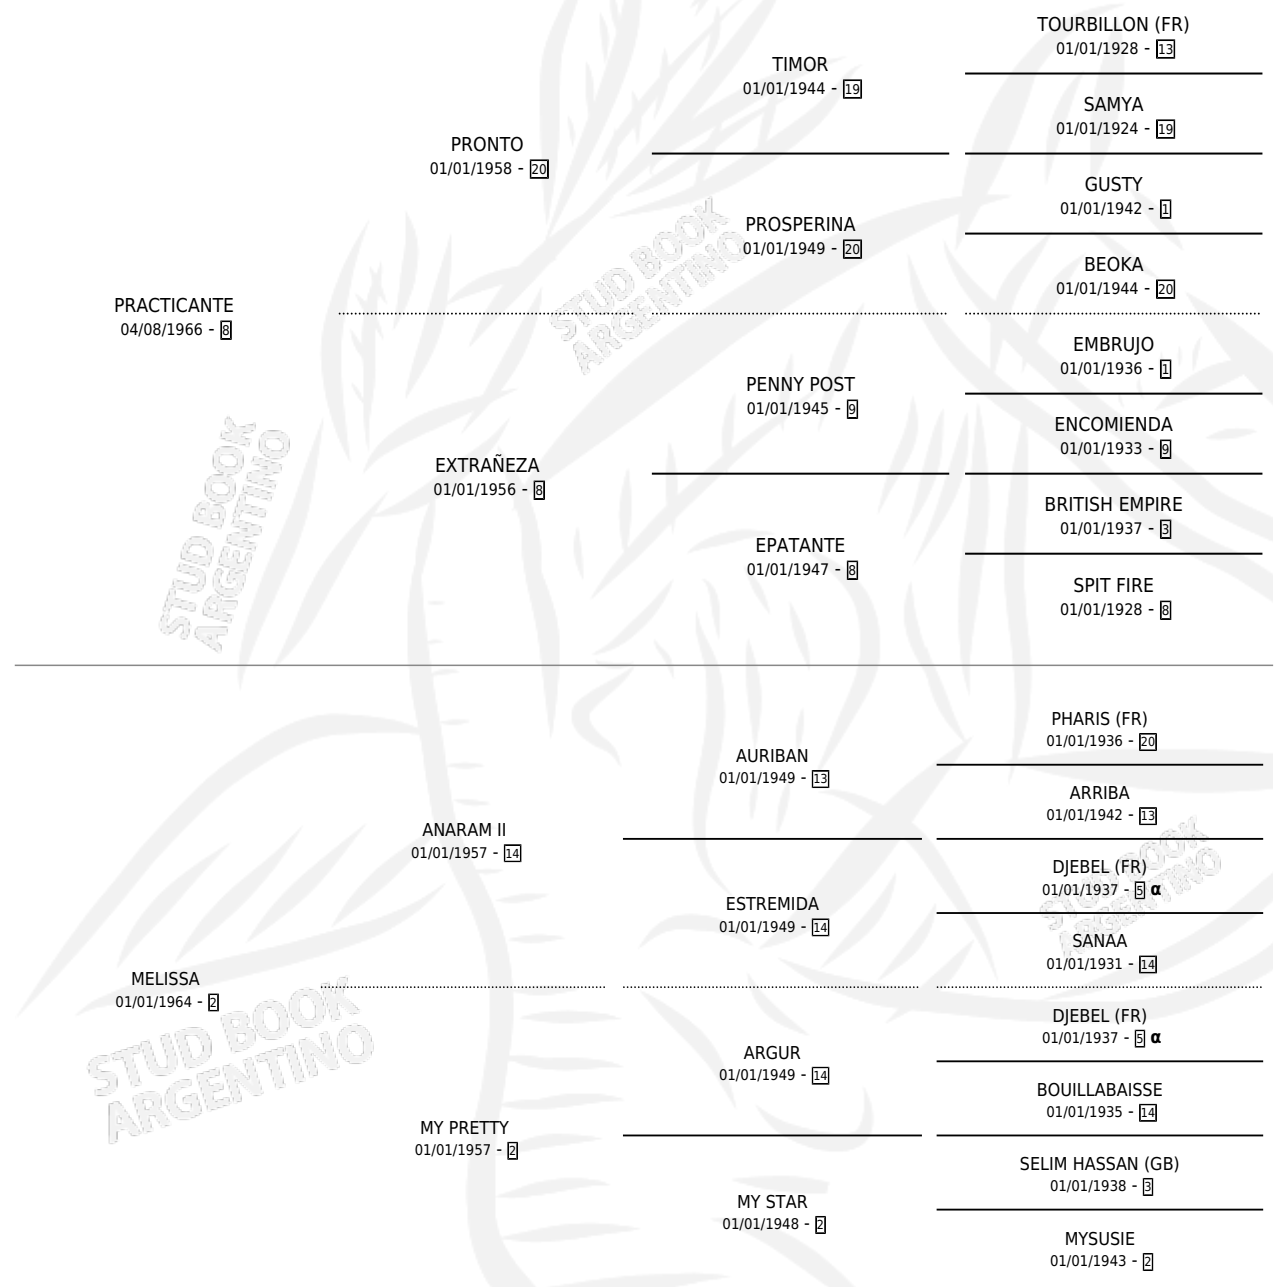 TOURBILLON (FR)
01/01/1928 - 13
TIMOR
01/01/1944 - 19
SAMYA
01/01/1924 - 19
PRONTO
01/01/1958 - 20
GUSTY
01/01/1942 - 1
PROSPERINA
01/01/1949 - 20
BEOKA
01/01/1944 - 20
PRACTICANTE
04/08/1966 - 8
EMBRUJO
01/01/1936 - 1
PENNY POST
01/01/1945 - 9
ENCOMIENDA
01/01/1933 - 9
EXTRAÑEZA
01/01/1956 - 8
BRITISH EMPIRE
01/01/1937 - 3
EPATANTE
01/01/1947 - 8
SPIT FIRE
01/01/1928 - 8
STUD BOOK
ARGENTINO
STUD BOOK
ARGENTINO
PHARIS (FR)
01/01/1936 - 20
AURIBAN
01/01/1949 - 13
ARRIBA
01/01/1942 - 13
ANARAM II
01/01/1957 - 14
DJEBEL (FR)
01/01/1937 - 5 α
ESTREMIDA
01/01/1949 - 14
SANAA
01/01/1931 - 14
MELISSA
01/01/1964 - 2
DJEBEL (FR)
01/01/1937 - 5 α
ARGUR
01/01/1949 - 14
BOUILLABAISSE
01/01/1935 - 14
MY PRETTY
01/01/1957 - 2
SELIM HASSAN (GB)
01/01/1938 - 3
MY STAR
01/01/1948 - 2
MYSUSIE
01/01/1943 - 2
STUD BOOK
ARGENTINO
STUD BOOK
ARGENTINO